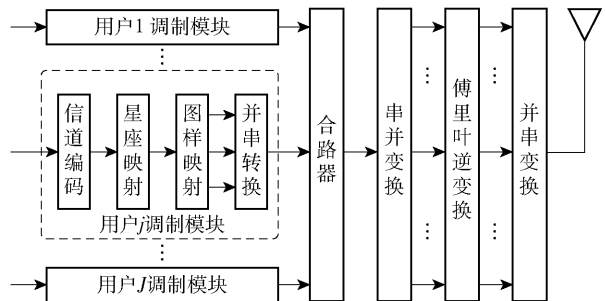 用户1 调制模块
信道编码
星座映射
图样映射
并串转换
用户j调制模块
用户J调制模块
合路器
串并变换
傅里叶逆变换
并串变换